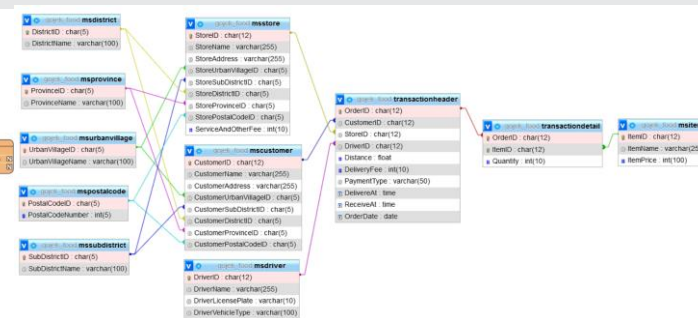 msdistrict
DistrictID : char(5)
DistrictName : varchar(100)
msprovince
ProvinceID : char(5)
ProvinceName : varchar(100)
msurbanvillage
UrbanVillageID : char(5)
UrbanVillageName : varchar(100)
mspostalcode
PostalCodeID : char(5)
PostalCodeNumber : int(5)
mssubdistrict
SubDistrictID : char(5)
SubDistrictName : varchar(100)
msstore
StoreID : char(12)
StoreName : varchar(255)
StoreAddress : varchar(255)
StoreUrbanVillageID : char(5)
StoreSubDistrictID : char(5)
StoreDistrictID : char(5)
StoreProvinceID : char(5)
StorePostalCodeID : char(5)
ServiceAndOtherFee : int(10)
mscustomer
CustomerID : char(12)
CustomerName : varchar(255)
CustomerAddress : varchar(255)
CustomerUrbanVillageID : char(5)
CustomerSubDistrictID : char(5)
CustomerDistrictID : char(5)
CustomerProvinceID : char(5)
CustomerPostalCodeID : char(5)
msdriver
DriverID : char(12)
DriverName : varchar(255)
DriverLicensePlate : varchar(10)
DriverVehicleType : varchar(100)
transactionheader
OrderID : char(12)
CustomerID : char(12)
StoreID : char(12)
DriverID : char(12)
Distance : float
DeliveryFee : int(10)
PaymentType : varchar(50)
DelivereAt : time
ReceiveAt : time
OrderDate : date
transactiondetail
OrderID : char(12)
ItemID : char(12)
Quantity : int(10)
msite
ItemID : char(12)
ItemName : varchar(25
ItemPrice : int(100)